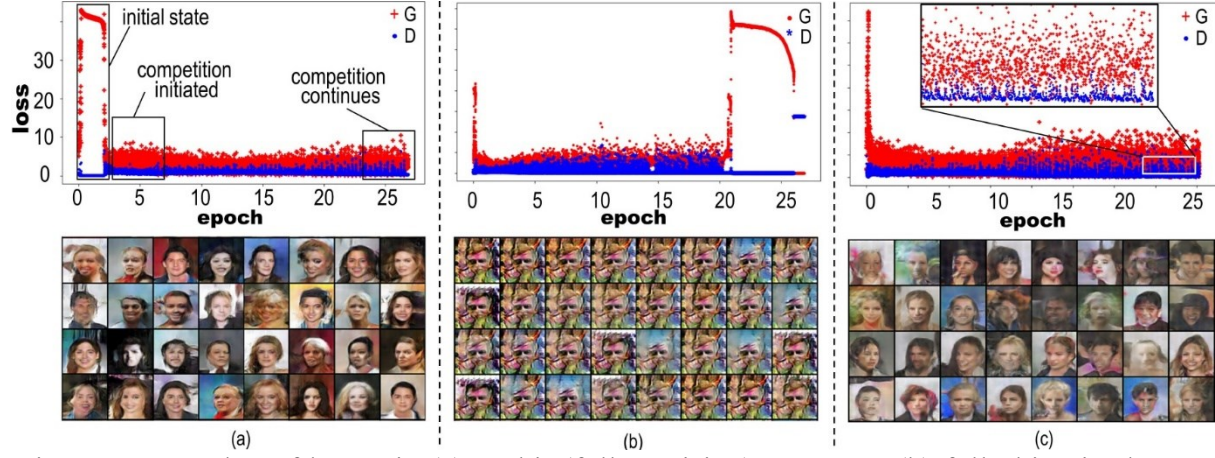 initial state
competition
initiated
competition
continues
+ G
• D
loss
30
20
10
0
0 5 10 15 20 25
epoch
• G
* D
0 5 10 15 20 25
epoch
+ G
• D
0 5 10 15 20 25
epoch
(a)
(b)
(c)